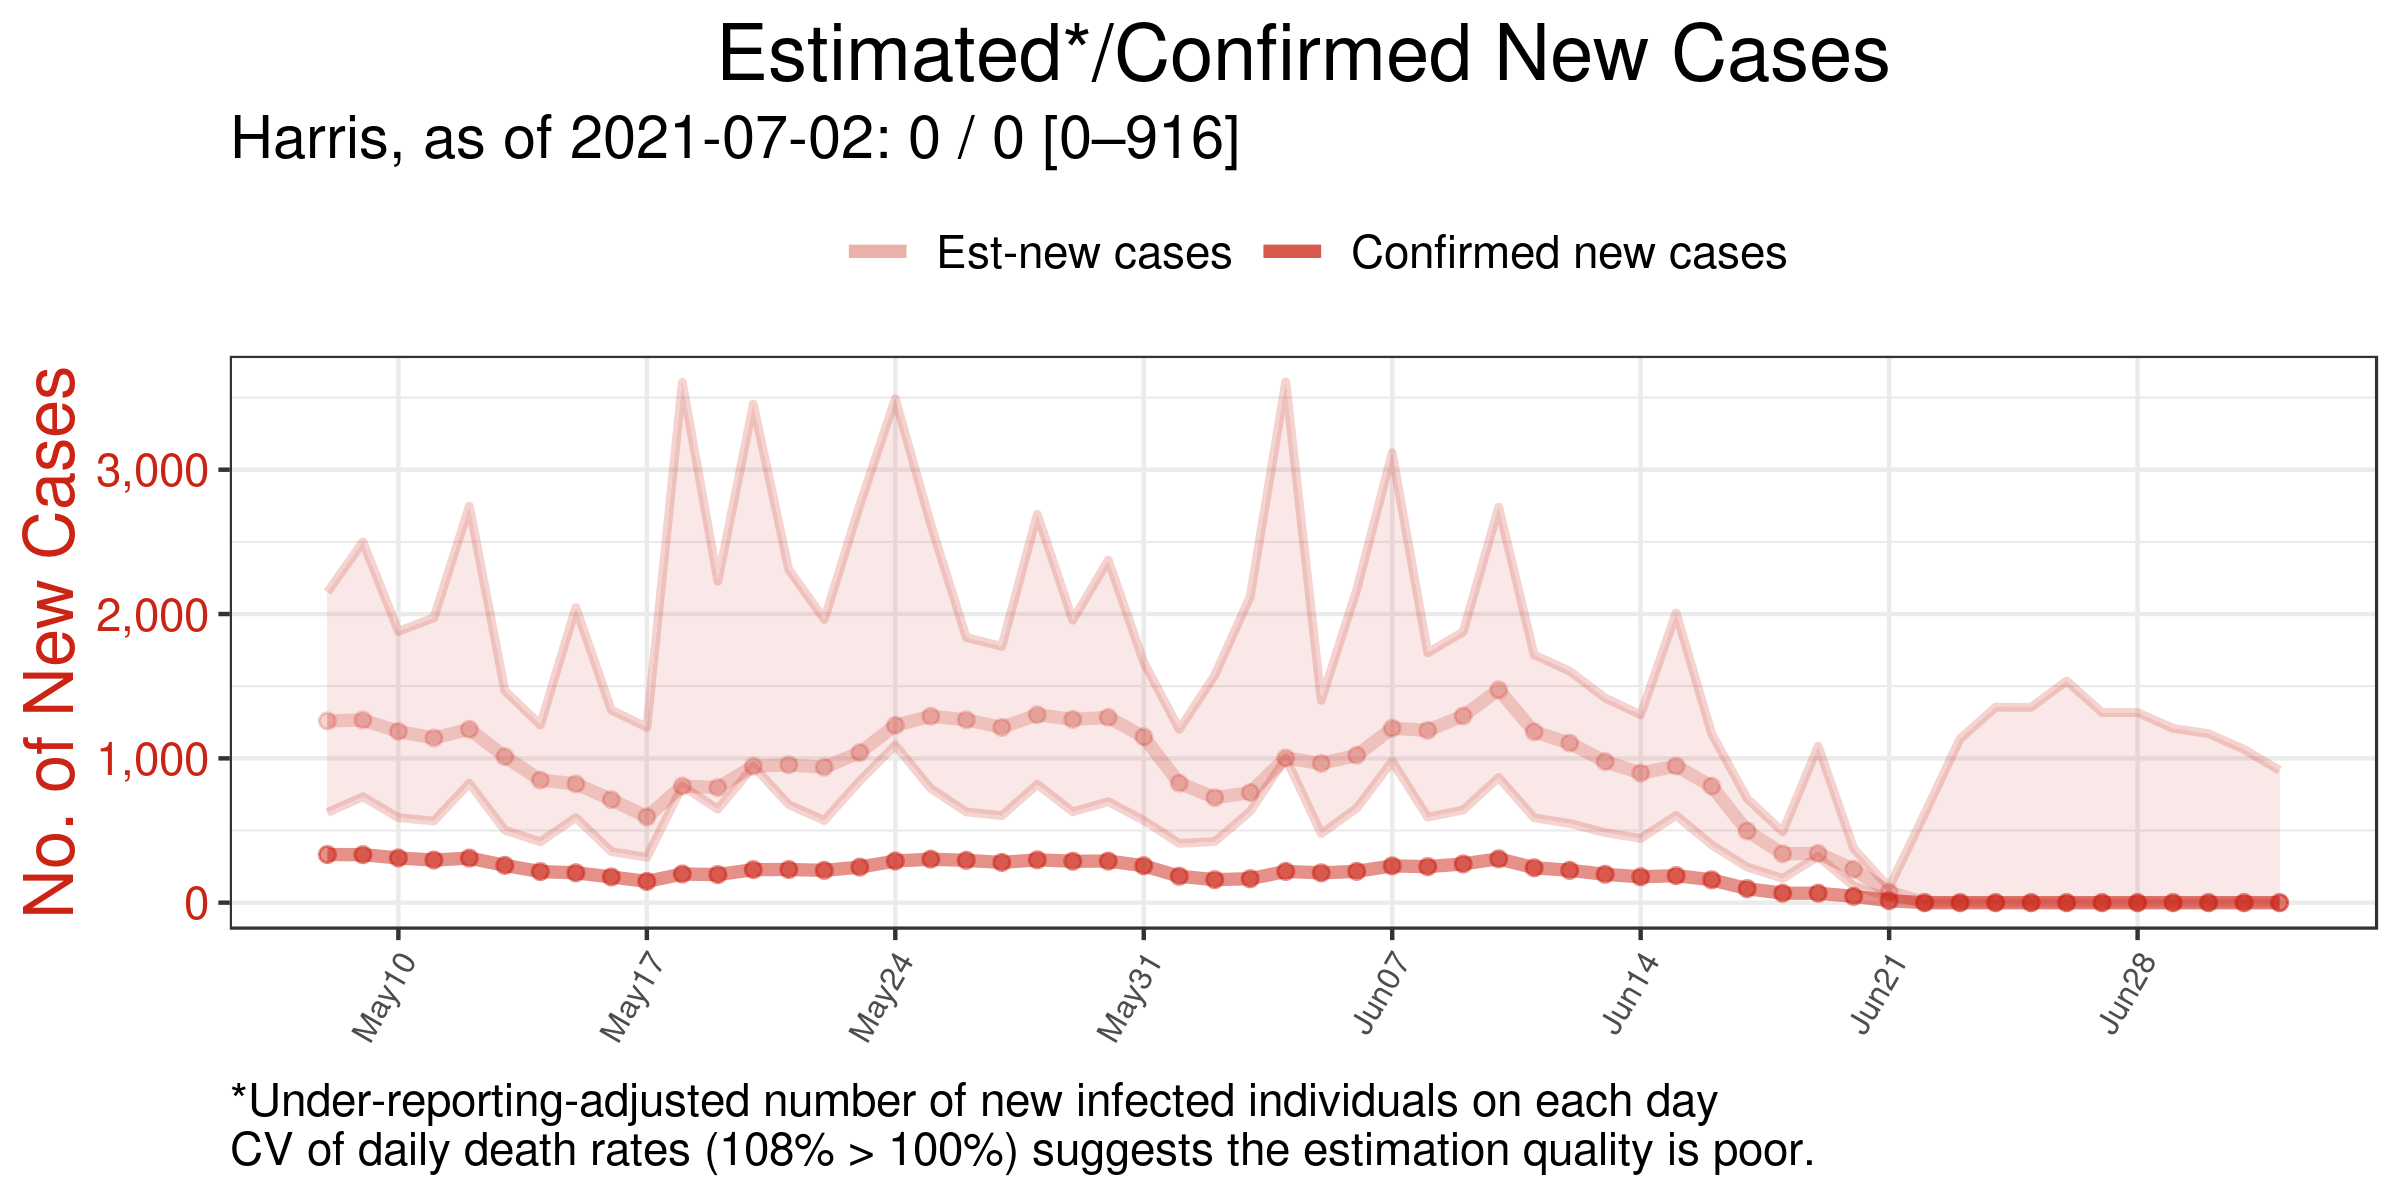 Estimated*/Confirmed New Cases
Harris, as of 2021-07-02: 0 / 0 [0–916]
Est-new cases Confirmed new cases
No. of New Cases
3,000
2,000
1,000
0
May10 May17 May24 May31 Jun07 Jun14 Jun21 Jun28
*Under-reporting-adjusted number of new infected individuals on each day
CV of daily death rates (108% > 100%) suggests the estimation quality is poor.